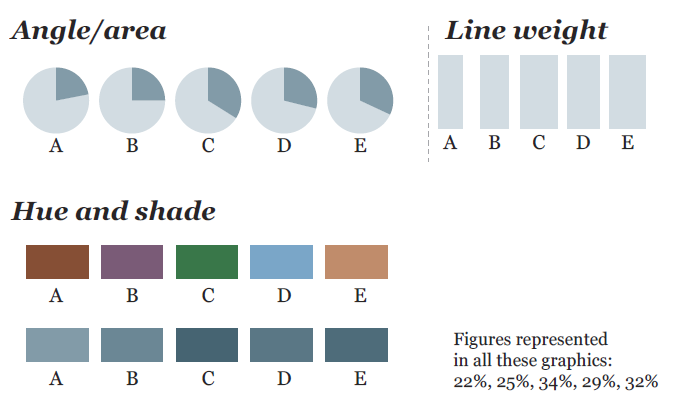 Angle/area
A B C D E
Line weight
A B C D E
Hue and shade
A B C D E
A B C D E
Figures represented
in all these graphics:
22%, 25%, 34%, 29%, 32%